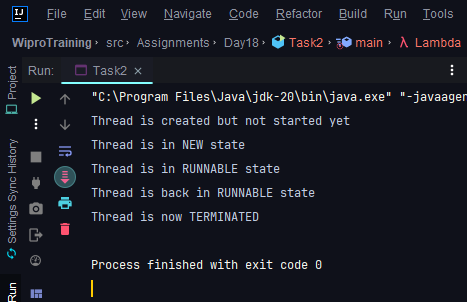 IJ File Edit View Navigate Code Refactor Build Run Tools
WiproTraining › src › Assignments › Day18 › Task2 › main › λ Lambda
Project
Run: Task2 ×
"C:\Program Files\Java\jdk-20\bin\java.exe" "-javaagen
Thread is created but not started yet
Thread is in NEW state
Thread is in RUNNABLE state
Thread is back in RUNNABLE state
Thread is now TERMINATED
Process finished with exit code 0
Settings Sync History
Run